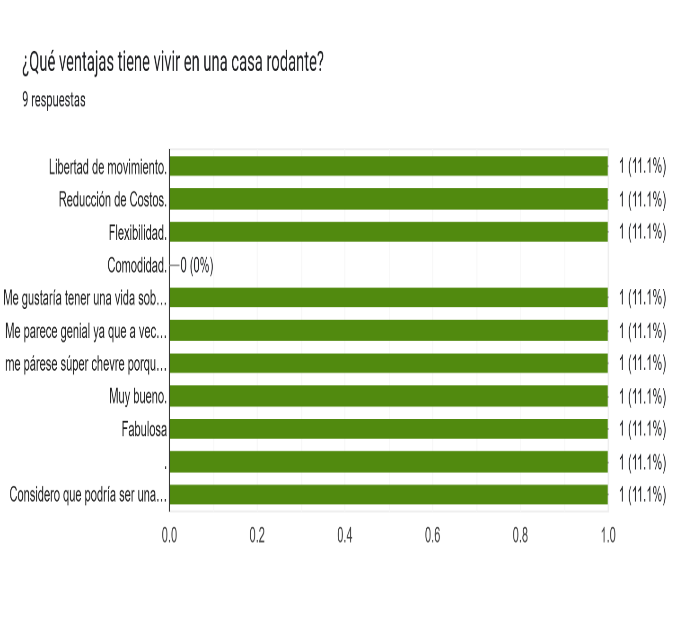 ¿Qué ventajas tiene vivir en una casa rodante?
9 respuestas
Libertad de movimiento. 1 (11.1%)
Reducción de Costos. 1 (11.1%)
Flexibilidad. 1 (11.1%)
Comodidad. 0 (0%)
Me gustaría tener una vida sob... 1 (11.1%)
Me parece genial ya que a vec... 1 (11.1%)
me párese súper chevre porqu... 1 (11.1%)
Muy bueno. 1 (11.1%)
Fabulosa 1 (11.1%)
. 1 (11.1%)
Considero que podría ser una... 1 (11.1%)
0.0 0.2 0.4 0.6 0.8 1.0